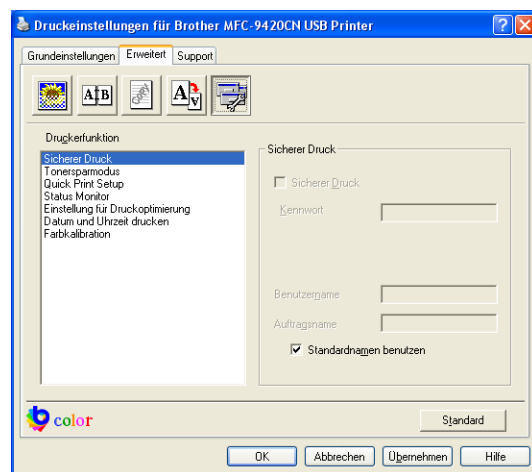 Druckeinstellungen für Brother MFC-9420CN USB Printer
Grundeinstellungen Erweitert Support
A B
A A
Druckerfunktion
Sicherer Druck
Tonersparmodus
Quick Print Setup
Status Monitor
Einstellung für Druckoptimierung
Datum und Uhrzeit drucken
Farbkalibration
Sicherer Druck
Sicherer Druck
Kennwort
Benutzername
Auftragsname
Standardnamen benutzen
color
Standard
OK Abbrechen Übernehmen Hilfe